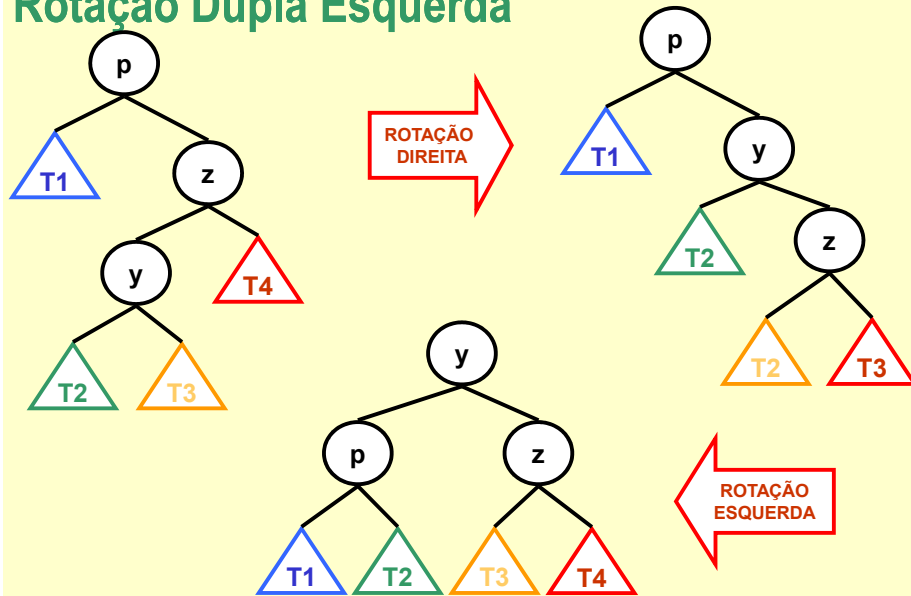 Rotação Dupla Esquerda
p
T1
z
y
T4
T2
T3
ROTAÇÃO
DIREITA
p
T1
y
T2
z
T2
T3
y
p
z
T1
T2
T3
T4
ROTAÇÃO
ESQUERDA